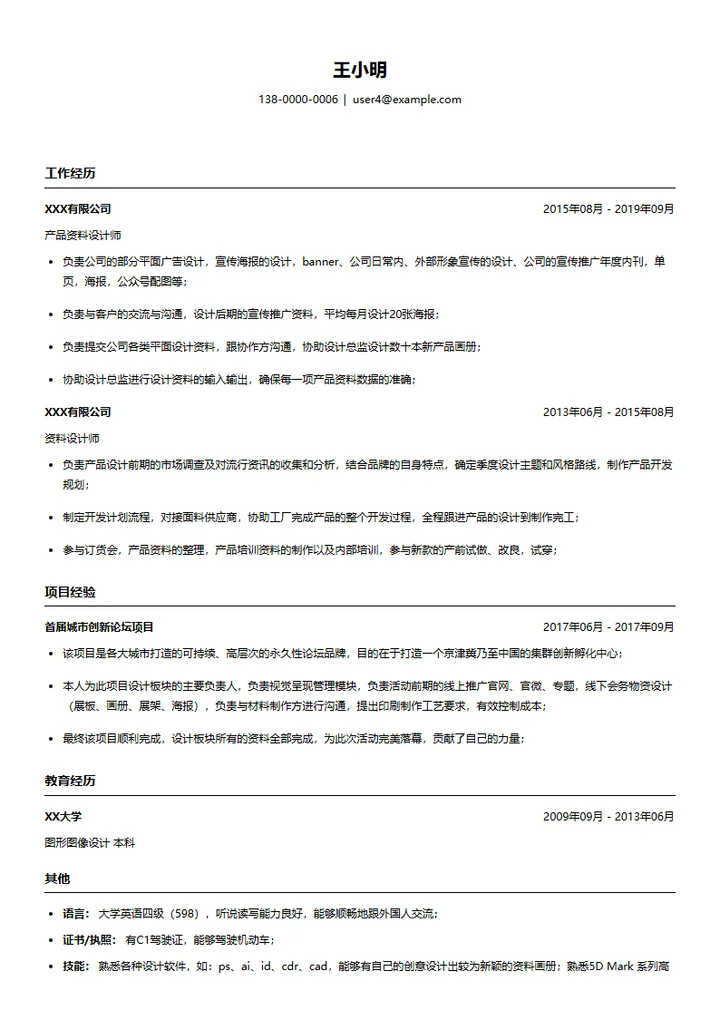 王小明
138-0000-0006 | user4@example.com
工作经历
XXX有限公司 2015年08月 - 2019年09月
产品资料设计师
• 负责公司的部分平面广告设计，宣传海报的设计，banner、公司日常内、外部形象宣传的设计、公司的宣传推广年度内刊，单
页，海报，公众号配图等；
• 负责与客户的交流与沟通，设计后期的宣传推广资料，平均每月设计20张海报；
• 负责提交公司各类平面设计资料，跟协作方沟通，协助设计总监设计数十本新产品画册；
• 协助设计总监进行设计资料的输入输出，确保每一项产品资料数据的准确；
XXX有限公司 2013年06月 - 2015年08月
资料设计师
• 负责产品设计前期的市场调查及对流行资讯的收集和分析，结合品牌的自身特点，确定季度设计主题和风格路线，制作产品开发
规划；
• 制定开发计划流程，对接面料供应商，协助工厂完成产品的整个开发过程，全程跟进产品的设计到制作完工；
• 参与订货会，产品资料的整理，产品培训资料的制作以及内部培训，参与新款的产前试做、改良，试穿；
项目经验
首届城市创新论坛项目 2017年06月 - 2017年09月
• 该项目是各大城市打造的可持续、高层次的永久性论坛品牌，目的在于打造一个京津冀乃至中国的集群创新孵化中心；
• 本人为此项目设计板块的主要负责人，负责视觉呈现管理模块，负责活动前期的线上推广官网、官微、专题，线下会务物资设计
（展板、画册、展架、海报），负责与材料制作方进行沟通，提出印刷制作工艺要求，有效控制成本；
• 最终该项目顺利完成，设计板块所有的资料全部完成，为此次活动完美落幕，贡献了自己的力量；
教育经历
XX大学 2009年09月 - 2013年06月
图形图像设计 本科
其他
• 语言： 大学英语四级（598），听说读写能力良好，能够顺畅地跟外国人交流；
• 证书/执照： 有C1驾驶证，能够驾驶机动车；
• 技能： 熟悉各种设计软件，如：ps、ai、id、cdr、cad，能够有自己的创意设计出较为新颖的资料画册；熟悉5D Mark 系列高